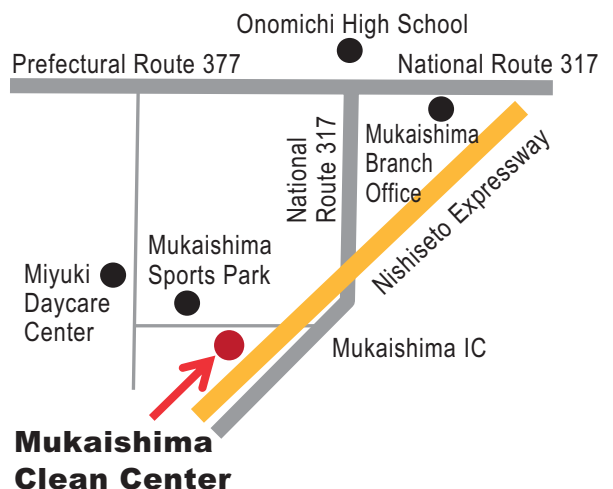 Onomichi High School
Prefectural Route 377
National Route 317
National
Route 317
Mukaishima
Branch
Office
Nishiseto Expressway
Mukaishima
Sports Park
Miyuki
Daycare
Center
Mukaishima IC
Mukaishima
Clean Center